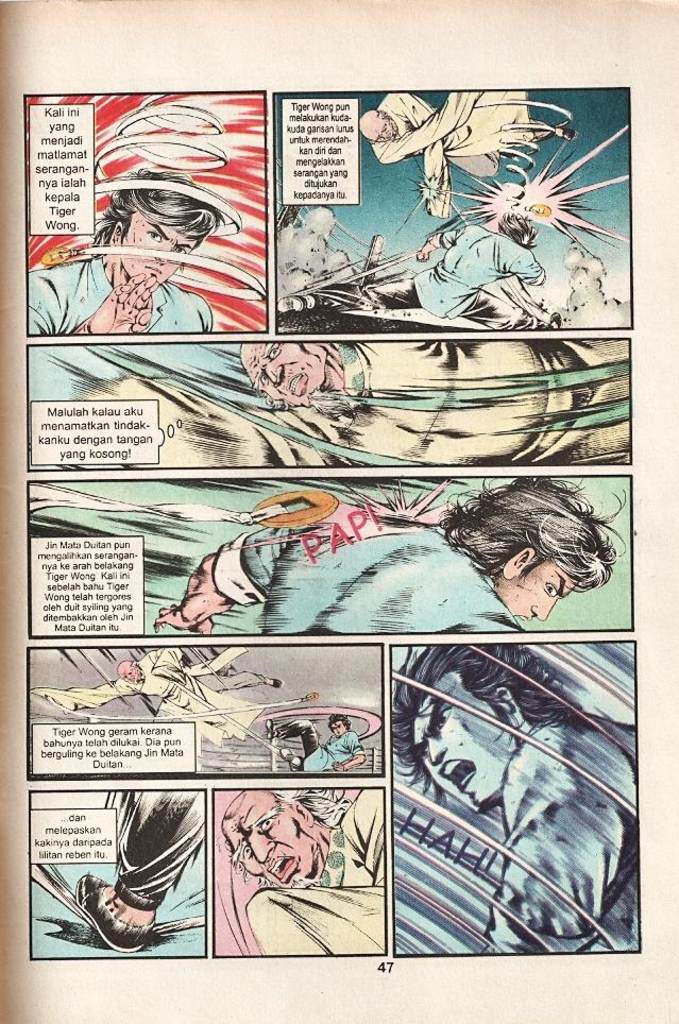 Kali ini
yang
menjadi
matlamat
serangan-
nya ialah
kepala
Tiger
Wong.
Tiger Wong pun
melakukan kuda-
kuda garisan lurus
untuk merendah-
kan diri dan
mengelakkan
serangan yang
ditujukan
kepadanya itu.
Malulah kalau aku
menamatkan tindak-
kanku dengan tangan
yang kosong!
PAP!
Jin Mata Duitan pun
mengalihkan serangan-
nya ke arah belakang
Tiger Wong. Kali ini
sebelah bahu Tiger
Wong telah tergores
oleh duit syiling yang
ditembakkan oleh Jin
Mata Duitan itu.
Tiger Wong geram kerana
bahunya telah dilukai. Dia pun
berguling ke belakang Jin Mata
Duitan...
...dan
melepaskan
kakinya daripada
lilitan reben itu.
HAH!!
47